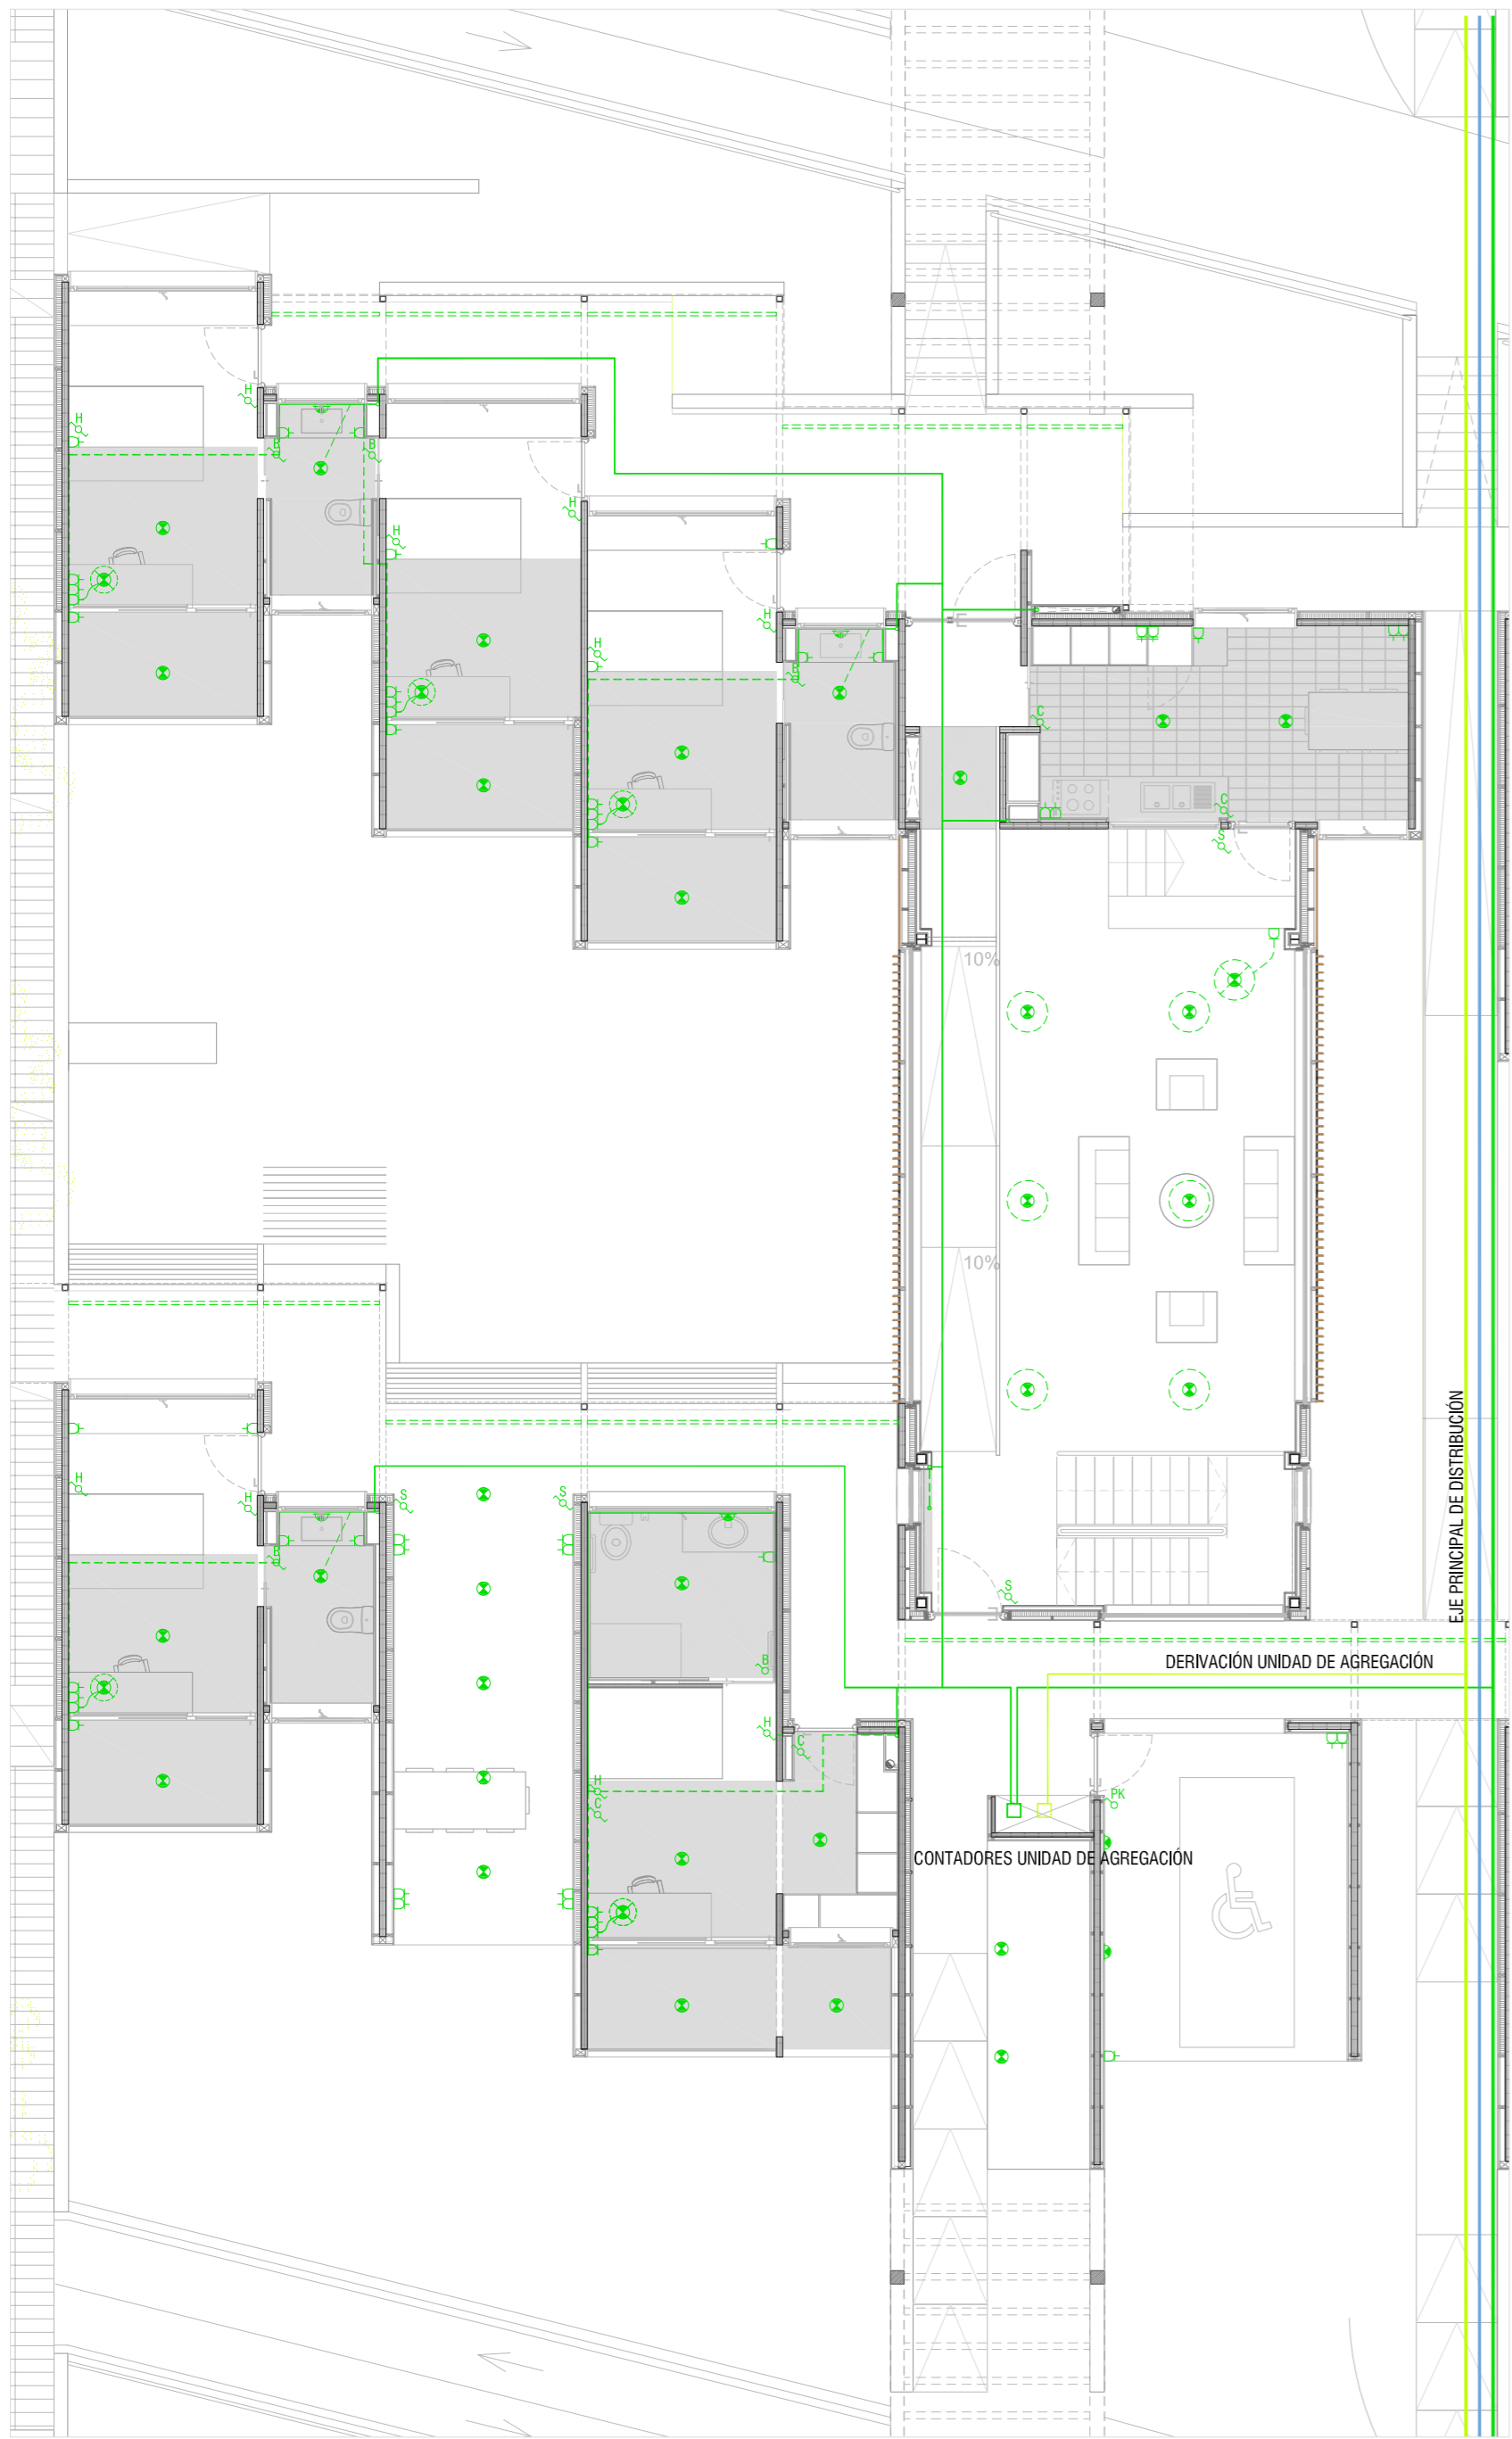 H
H
B
B
H
H
H
H
B
C
C
S
10%
10%
EJE PRINCIPAL DE DISTRIBUCIÓN
H
H
B
S
S
S
B
DERIVACIÓN UNIDAD DE AGREGACIÓN
H
C
H
C
PK
CONTADORES UNIDAD DE AGREGACIÓN